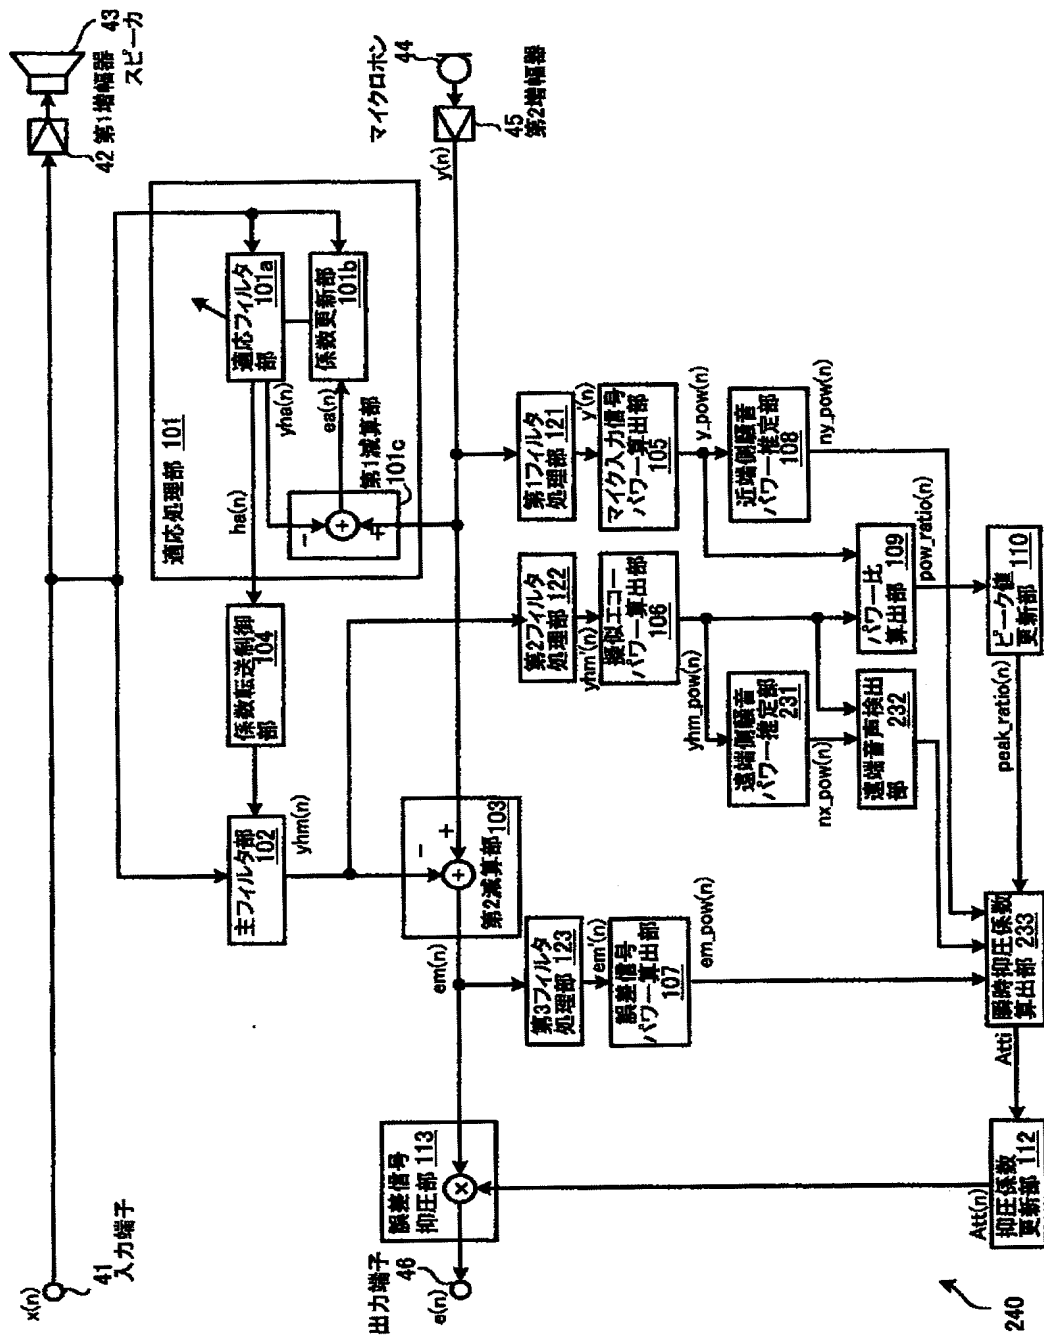 x(n)
41
入力端子
42 第1増幅器
43
スピーカ
適応処理部 101
適応フィルタ
部 101a
係数更新部
101b
ha(n)
yha(n)
ea(n)
第1減算部
101c
−
+
+
マイクロホン
44
45
第2増幅器
y(n)
係数転送制御
部 104
主フィルタ部
102
yhm(n)
−
+
+
第2減算部 103
em(n)
誤差信号
抑圧部 113
×
出力端子
46
e(n)
第1フィルタ
処理部 121
y'(n)
マイク入力信号
パワー算出部
105
y_pow(n)
近端側騒音
パワー推定部
108
ny_pow(n)
第2フィルタ
処理部 122
yhm'(n)
擬似エコー
パワー算出部
106
yhm_pow(n)
遠端側騒音
パワー推定部
231
nx_pow(n)
遠端音声検出
部 232
パワー比
算出部 109
pow_ratio(n)
ピーク値
更新部 110
peak_ratio(n)
第3フィルタ
処理部 123
em'(n)
誤差信号
パワー算出部
107
em_pow(n)
瞬時抑圧係数
算出部 233
Atti
抑圧係数
更新部 112
Att(n)
240